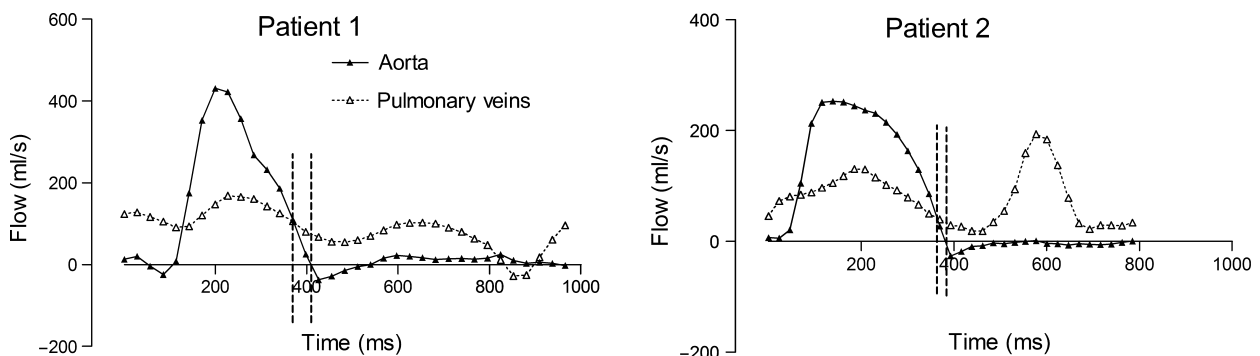 Patient 1
Aorta
Pulmonary veins
Flow (ml/s)
600
400
200
0
−200
200 400 600 800 1000
Time (ms)
Patient 2
Flow (ml/s)
400
200
0
−200
200 400 600 800 1000
Time (ms)